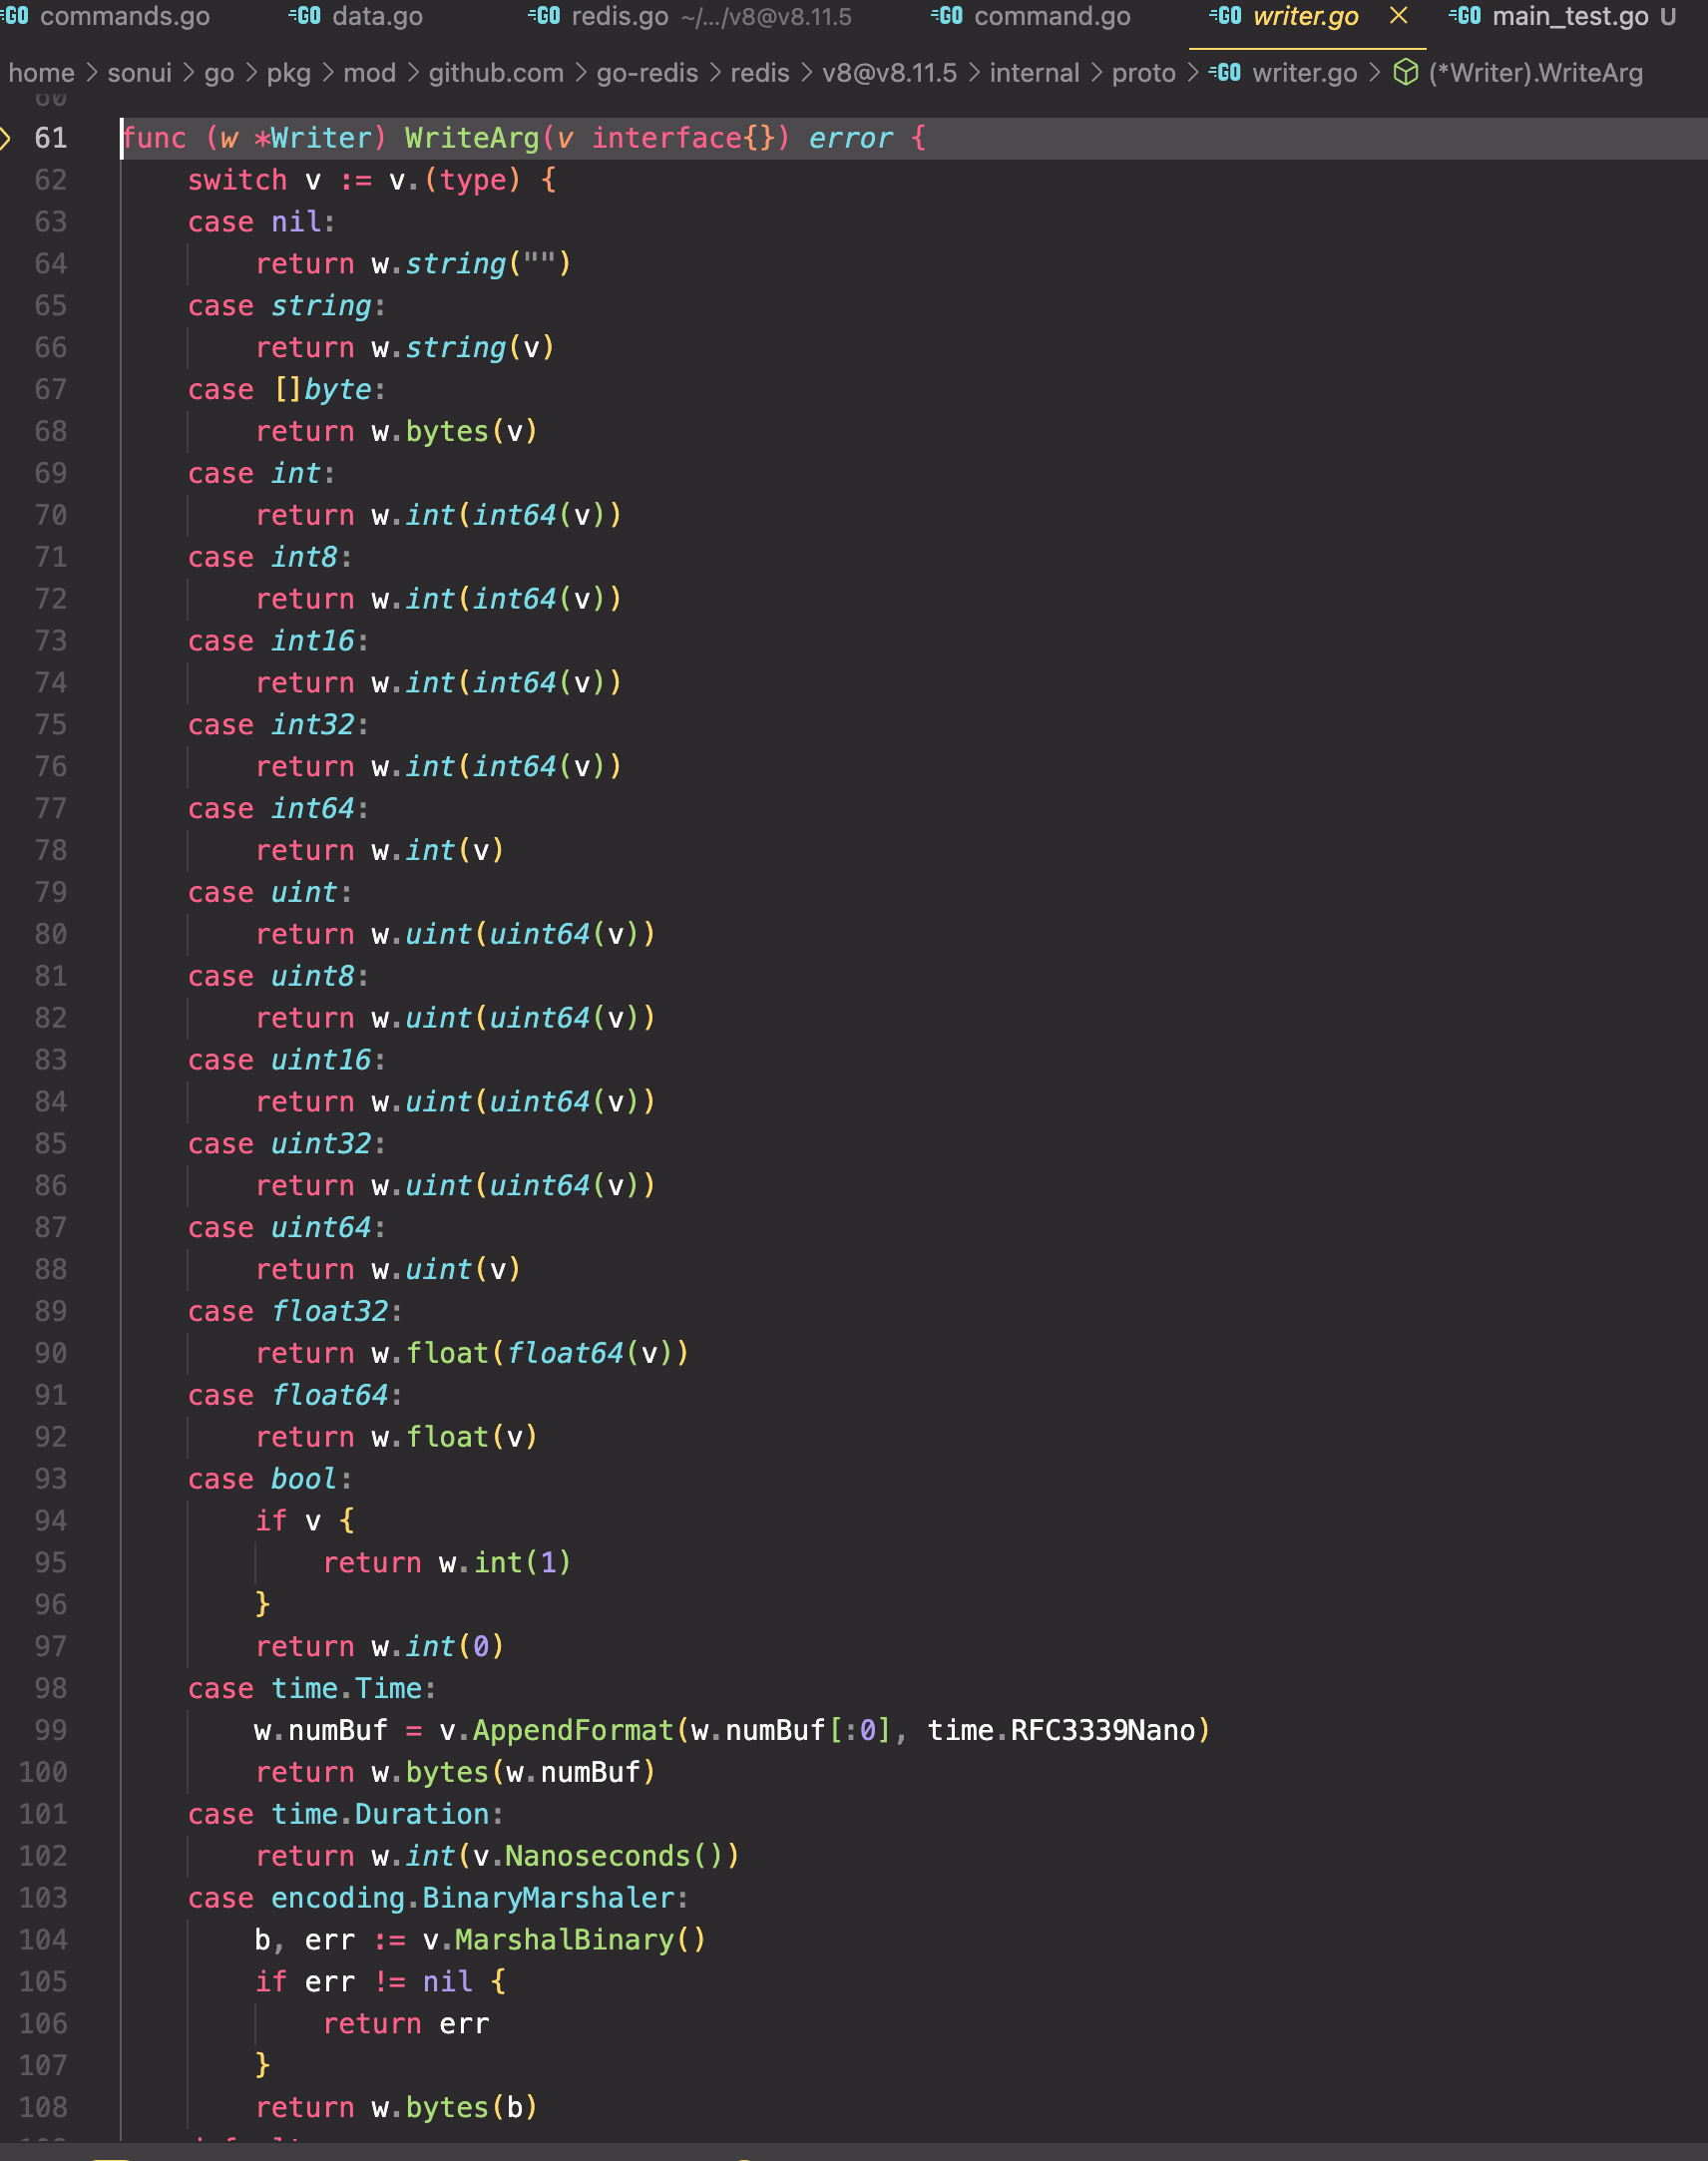 commands.go data.go redis.go ~/.../v8@v8.11.5 command.go writer.go main_test.go U
home > sonui > go > pkg > mod > github.com > go-redis > redis > v8@v8.11.5 > internal > proto > writer.go > (*Writer).WriteArg
60
61 func (w *Writer) WriteArg(v interface{}) error {
62 switch v := v.(type) {
63 case nil:
64 return w.string("")
65 case string:
66 return w.string(v)
67 case []byte:
68 return w.bytes(v)
69 case int:
70 return w.int(int64(v))
71 case int8:
72 return w.int(int64(v))
73 case int16:
74 return w.int(int64(v))
75 case int32:
76 return w.int(int64(v))
77 case int64:
78 return w.int(v)
79 case uint:
80 return w.uint(uint64(v))
81 case uint8:
82 return w.uint(uint64(v))
83 case uint16:
84 return w.uint(uint64(v))
85 case uint32:
86 return w.uint(uint64(v))
87 case uint64:
88 return w.uint(v)
89 case float32:
90 return w.float(float64(v))
91 case float64:
92 return w.float(v)
93 case bool:
94 if v {
95 return w.int(1)
96 }
97 return w.int(0)
98 case time.Time:
99 w.numBuf = v.AppendFormat(w.numBuf[:0], time.RFC3339Nano)
100 return w.bytes(w.numBuf)
101 case time.Duration:
102 return w.int(v.Nanoseconds())
103 case encoding.BinaryMarshaler:
104 b, err := v.MarshalBinary()
105 if err != nil {
106 return err
107 }
108 return w.bytes(b)